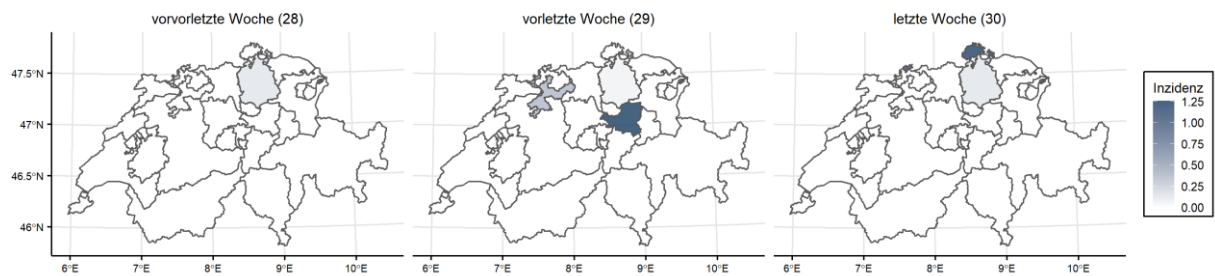 vorvorletzte Woche (28)
vorletzte Woche (29)
letzte Woche (30)
47.5°N
47°N
46.5°N
46°N
6°E 7°E 8°E 9°E 10°E
6°E 7°E 8°E 9°E 10°E
6°E 7°E 8°E 9°E 10°E
Inzidenz
1.25
1.00
0.75
0.50
0.25
0.00